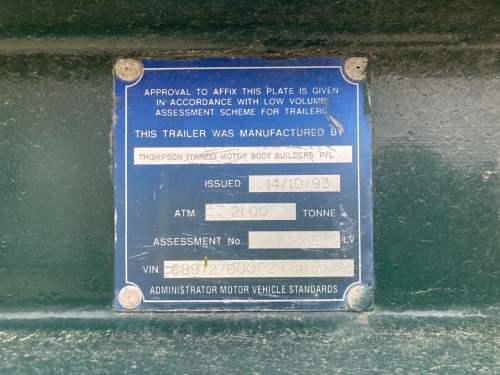 APPROVAL TO AFFIX THIS PLATE IS GIVEN
IN ACCORDANCE WITH LOW VOLUME
ASSESSMENT SCHEME FOR TRAILERS
THIS TRAILER WAS MANUFACTURED BY
THOMPSON (TAREE) MOTOR BODY BUILDERS P/L
ISSUED 14/10/93
ATM 2100 TONNE
ASSESSMENT No. LV
VIN
ADMINISTRATOR MOTOR VEHICLE STANDARDS